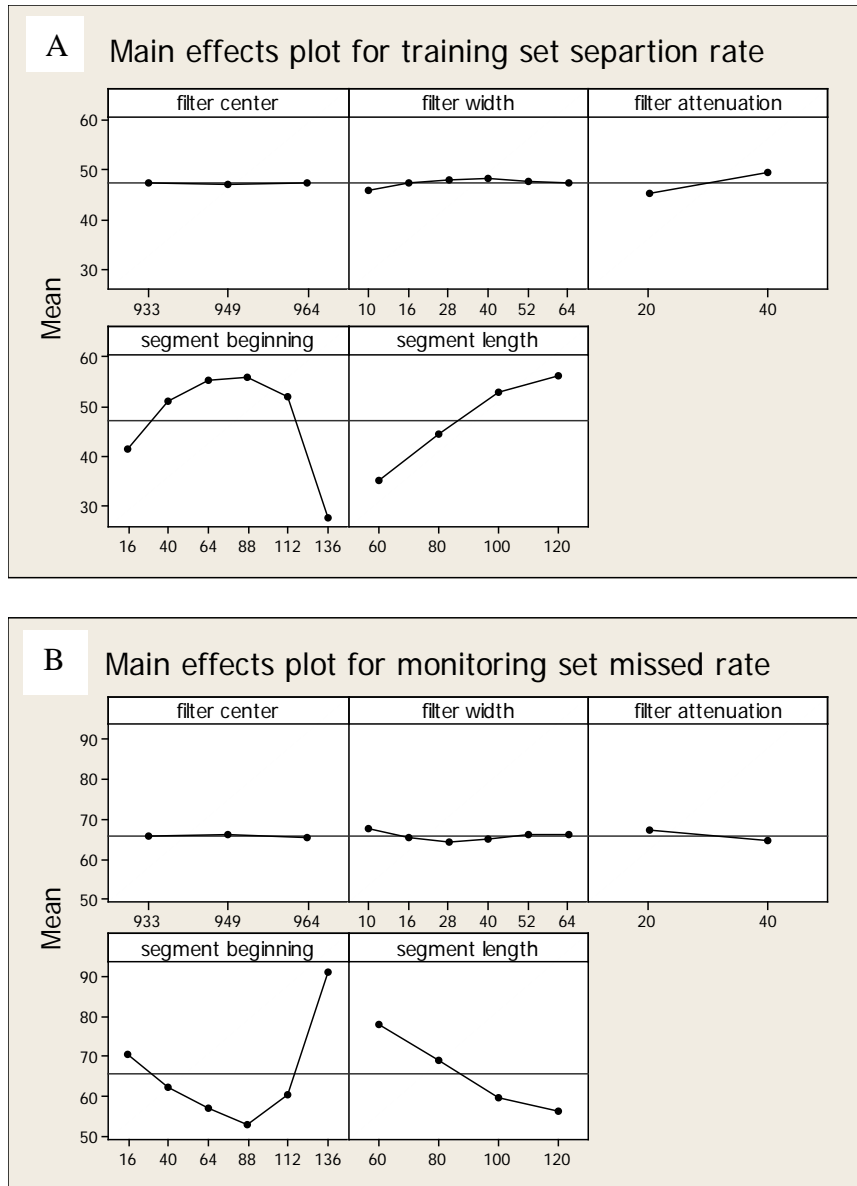 A
Main effects plot for training set separtion rate
filter center filter width filter attenuation
60
50
40
30
933 949 964 10 16 28 40 52 64 20 40
Mean
segment beginning segment length
60
50
40
30
16 40 64 88 112 136 60 80 100 120
B
Main effects plot for monitoring set missed rate
filter center filter width filter attenuation
90
80
70
60
50
933 949 964 10 16 28 40 52 64 20 40
Mean
segment beginning segment length
90
80
70
60
50
16 40 64 88 112 136 60 80 100 120